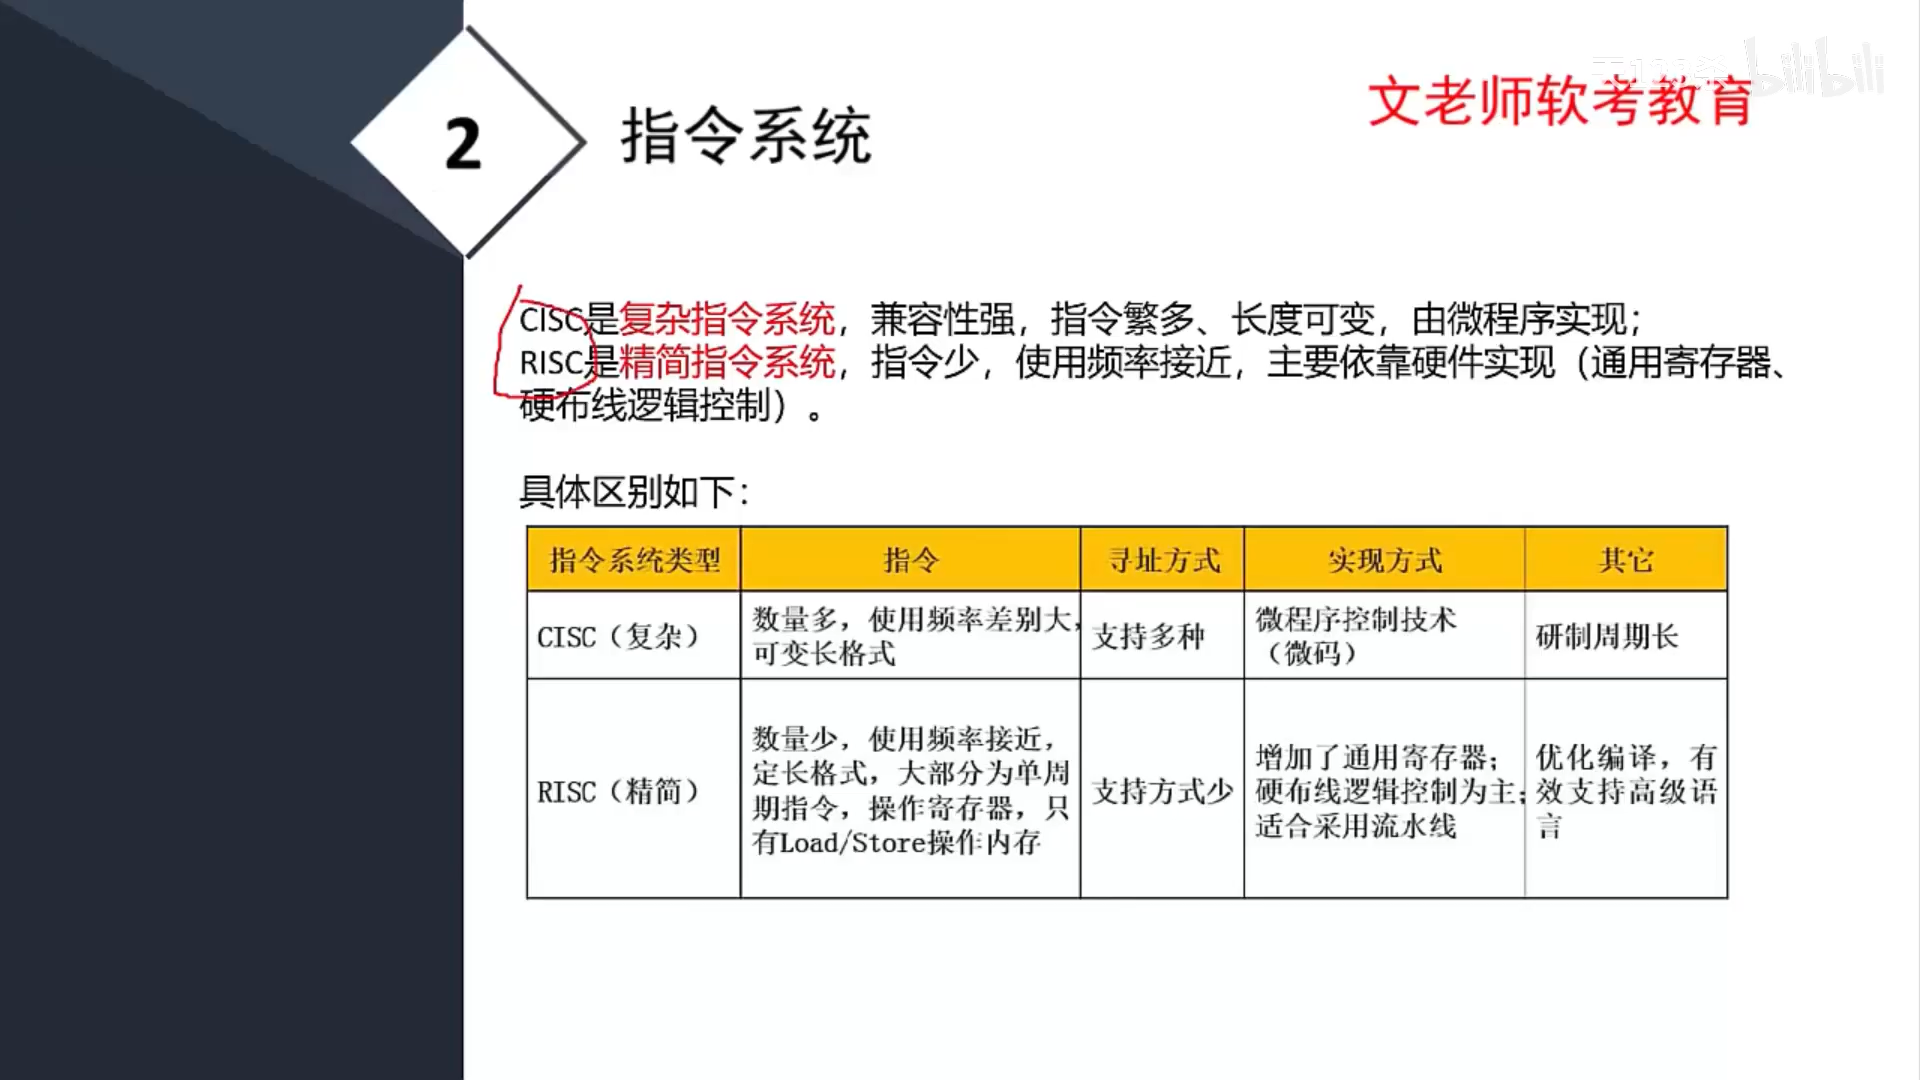 2
指令系统
文老师软考教育
bilibili
CISC是复杂指令系统，兼容性强，指令繁多、长度可变，由微程序实现；
RISC是精简指令系统，指令少，使用频率接近，主要依靠硬件实现（通用寄存器、
硬布线逻辑控制）。
具体区别如下：
指令系统类型 指令 寻址方式 实现方式 其它
CISC（复杂）
数量多，使用频率差别大，
可变长格式
支持多种
微程序控制技术
（微码）
研制周期长
RISC（精简）
数量少，使用频率接近，
定长格式，大部分为单周
期指令，操作寄存器，只
有Load/Store操作内存
支持方式少
增加了通用寄存器；
硬布线逻辑控制为主；
适合采用流水线
优化编译，有
效支持高级语
言